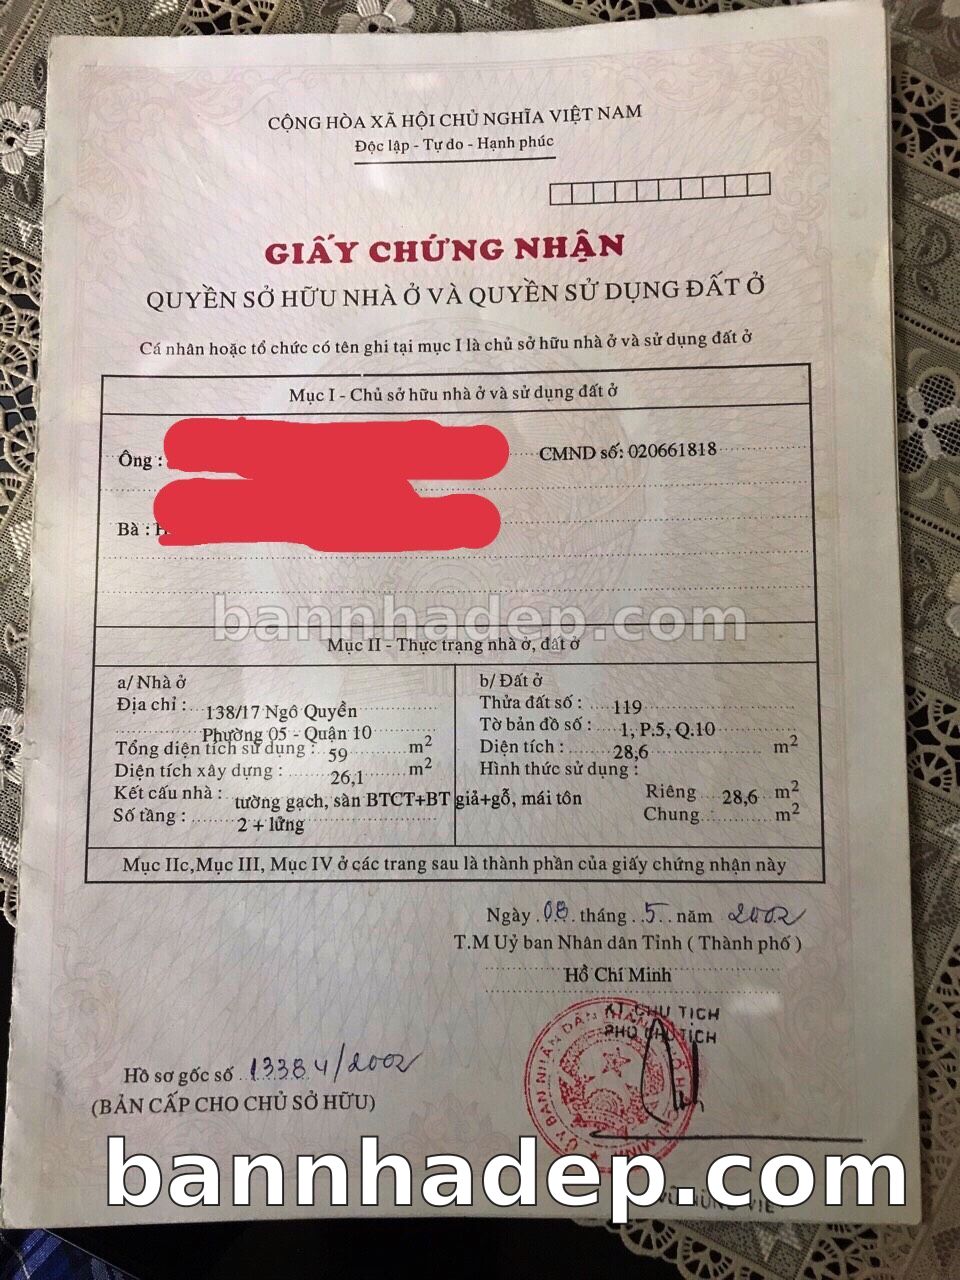 CỘNG HÒA XÃ HỘI CHỦ NGHĨA VIỆT NAM
Độc lập - Tự do - Hạnh phúc
GIẤY CHỨNG NHẬN
QUYỀN SỞ HỮU NHÀ Ở VÀ QUYỀN SỬ DỤNG ĐẤT Ở
Cá nhân hoặc tổ chức có tên ghi tại mục I là chủ sở hữu nhà ở và sử dụng đất ở
Mục I - Chủ sở hữu nhà ở và sử dụng đất ở
Ông : CMND số: 020661818
Bà :
bannhadep.com
Mục II - Thực trạng nhà ở, đất ở
a/ Nhà ở
Địa chỉ : 138/17 Ngô Quyền
Phường 05 - Quận 10
Tổng diện tích sử dụng : 59 m2
Diện tích xây dựng : 26,1 m2
Kết cấu nhà : tường gạch, sàn BTCT+BT giả+gỗ, mái tôn
Số tầng : 2 + lửng
b/ Đất ở
Thửa đất số : 119
Tờ bản đồ số : 1, P.5, Q.10
Diện tích : 28,6 m2
Hình thức sử dụng :
Riêng 28,6 m2
Chung m2
Mục IIc,Mục III, Mục IV ở các trang sau là thành phần của giấy chứng nhận này
Ngày 08 tháng 5 năm 2002
T.M Uỷ ban Nhân dân Tỉnh ( Thành phố )
Hồ Chí Minh
KT CHỦ TỊCH
PHÓ CHỦ TỊCH
Hồ sơ gốc số 13384/2002
(BẢN CẤP CHO CHỦ SỞ HỮU)
bannhadep.com